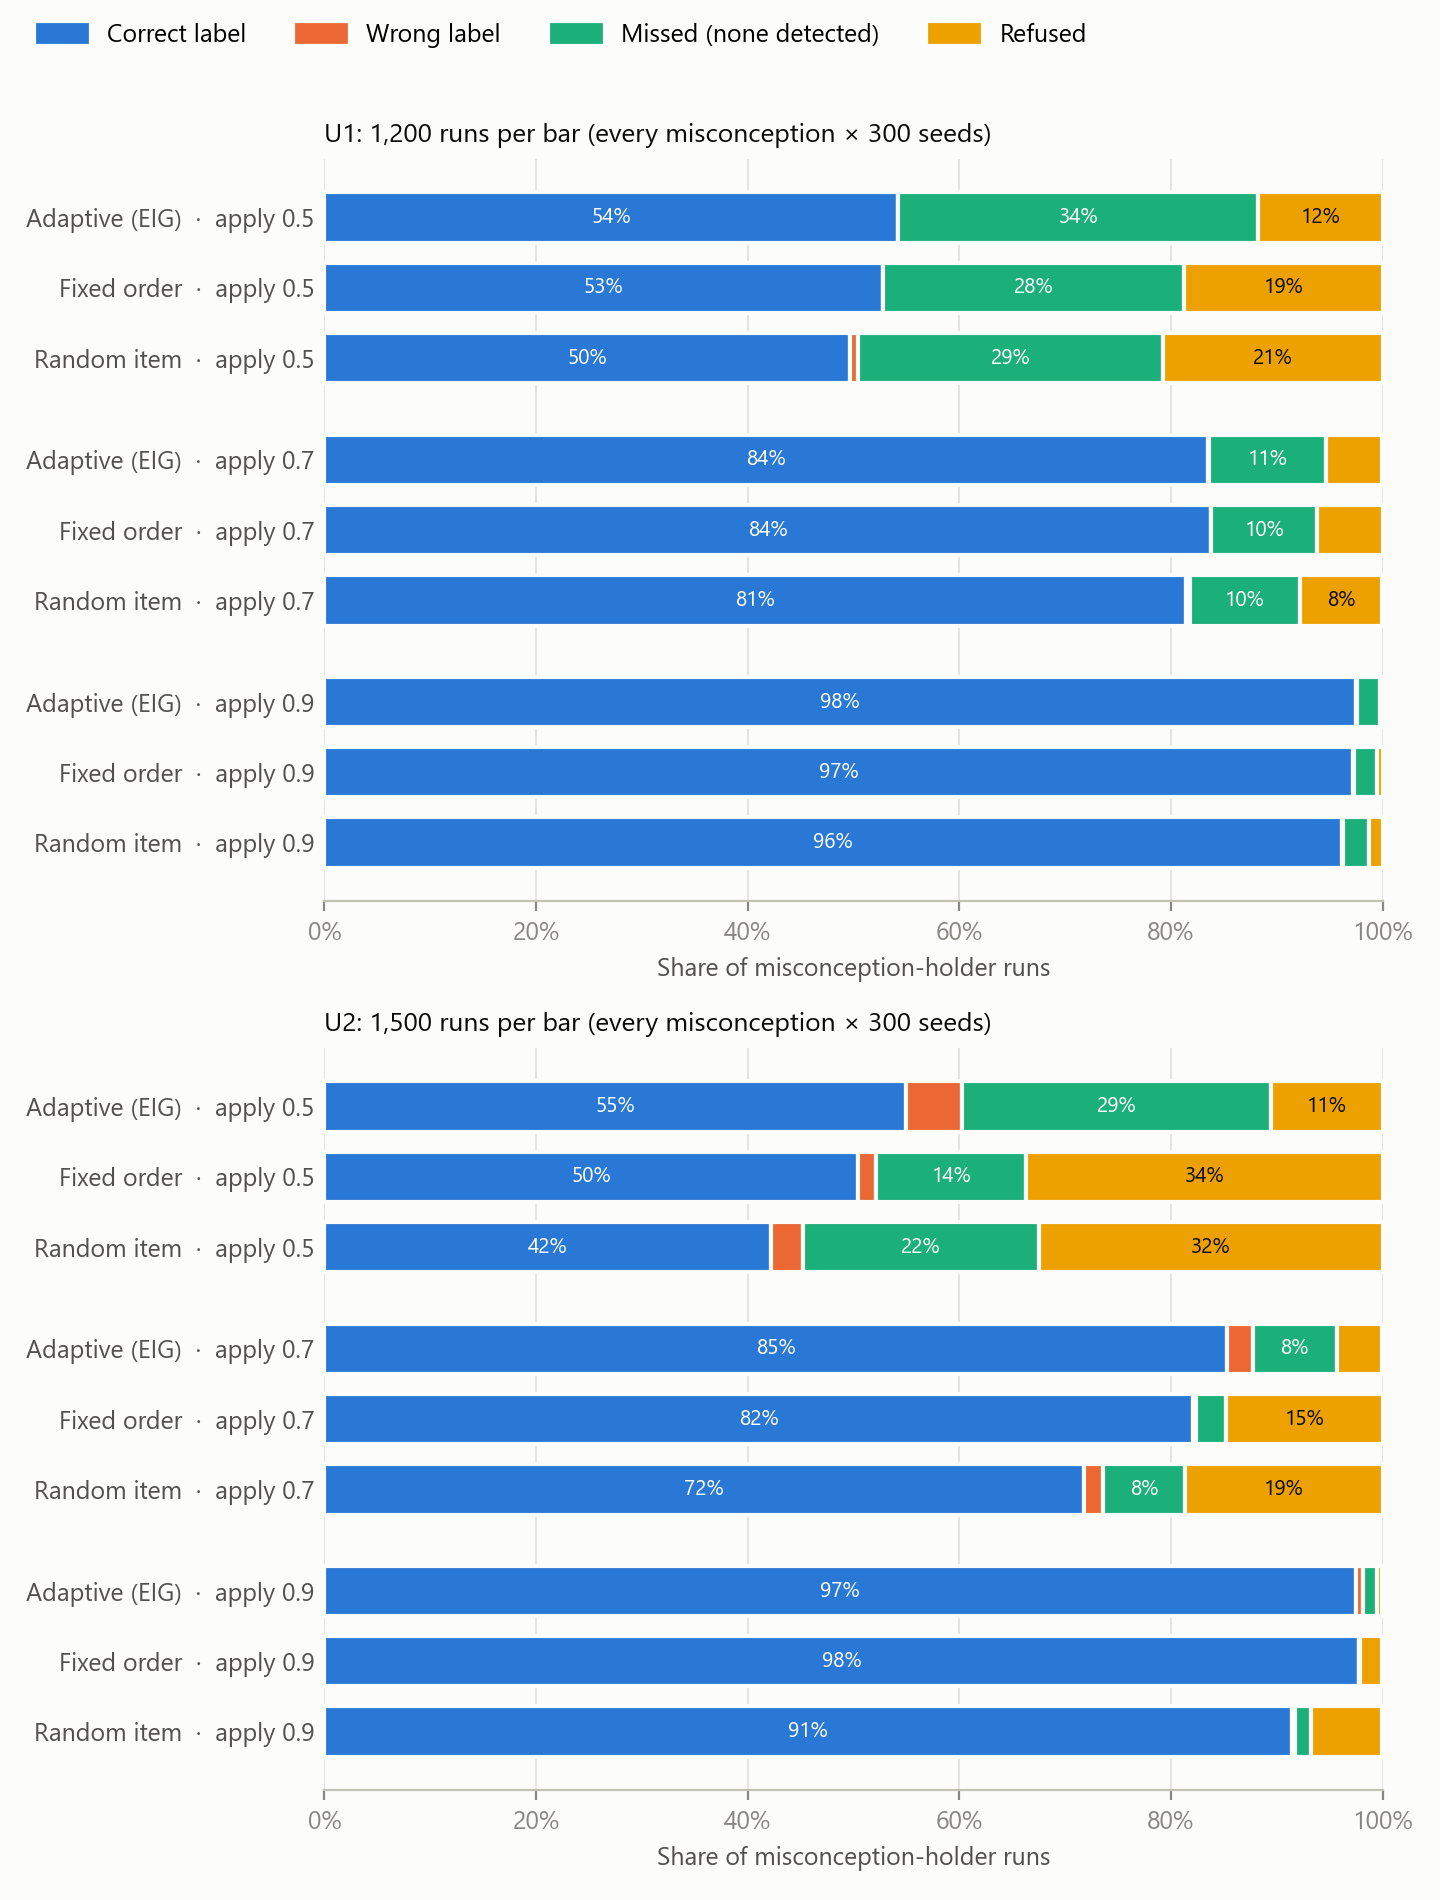 Correct label Wrong label Missed (none detected) Refused
U1: 1,200 runs per bar (every misconception × 300 seeds)
Adaptive (EIG) · apply 0.5 54% 34% 12%
Fixed order · apply 0.5 53% 28% 19%
Random item · apply 0.5 50% 29% 21%
Adaptive (EIG) · apply 0.7 84% 11%
Fixed order · apply 0.7 84% 10%
Random item · apply 0.7 81% 10% 8%
Adaptive (EIG) · apply 0.9 98%
Fixed order · apply 0.9 97%
Random item · apply 0.9 96%
0% 20% 40% 60% 80% 100%
Share of misconception-holder runs
U2: 1,500 runs per bar (every misconception × 300 seeds)
Adaptive (EIG) · apply 0.5 55% 29% 11%
Fixed order · apply 0.5 50% 14% 34%
Random item · apply 0.5 42% 22% 32%
Adaptive (EIG) · apply 0.7 85% 8%
Fixed order · apply 0.7 82% 15%
Random item · apply 0.7 72% 8% 19%
Adaptive (EIG) · apply 0.9 97%
Fixed order · apply 0.9 98%
Random item · apply 0.9 91%
0% 20% 40% 60% 80% 100%
Share of misconception-holder runs